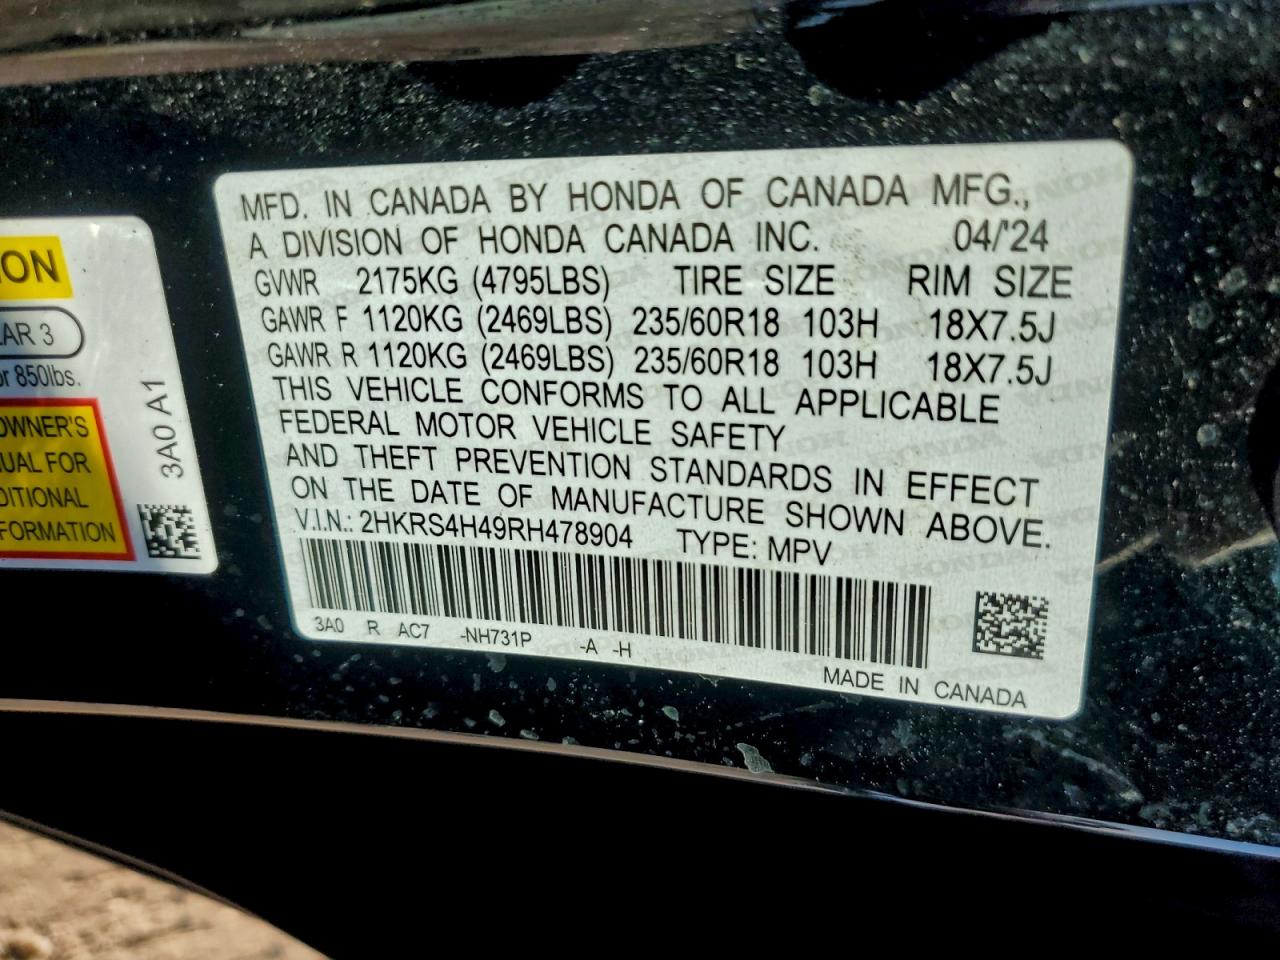 MFD. IN CANADA BY HONDA OF CANADA MFG.,
A DIVISION OF HONDA CANADA INC. 04/'24
GVWR 2175KG (4795LBS) TIRE SIZE RIM SIZE
GAWR F 1120KG (2469LBS) 235/60R18 103H 18X7.5J
GAWR R 1120KG (2469LBS) 235/60R18 103H 18X7.5J
THIS VEHICLE CONFORMS TO ALL APPLICABLE
FEDERAL MOTOR VEHICLE SAFETY
AND THEFT PREVENTION STANDARDS IN EFFECT
ON THE DATE OF MANUFACTURE SHOWN ABOVE.
V.I.N.: 2HKRS4H49RH478904 TYPE: MPV
3A0 R AC7 -NH731P -A -H
MADE IN CANADA
ION
AR 3
or 850lbs.
OWNER'S
UAL FOR
DITIONAL
FORMATION
3A0 A1